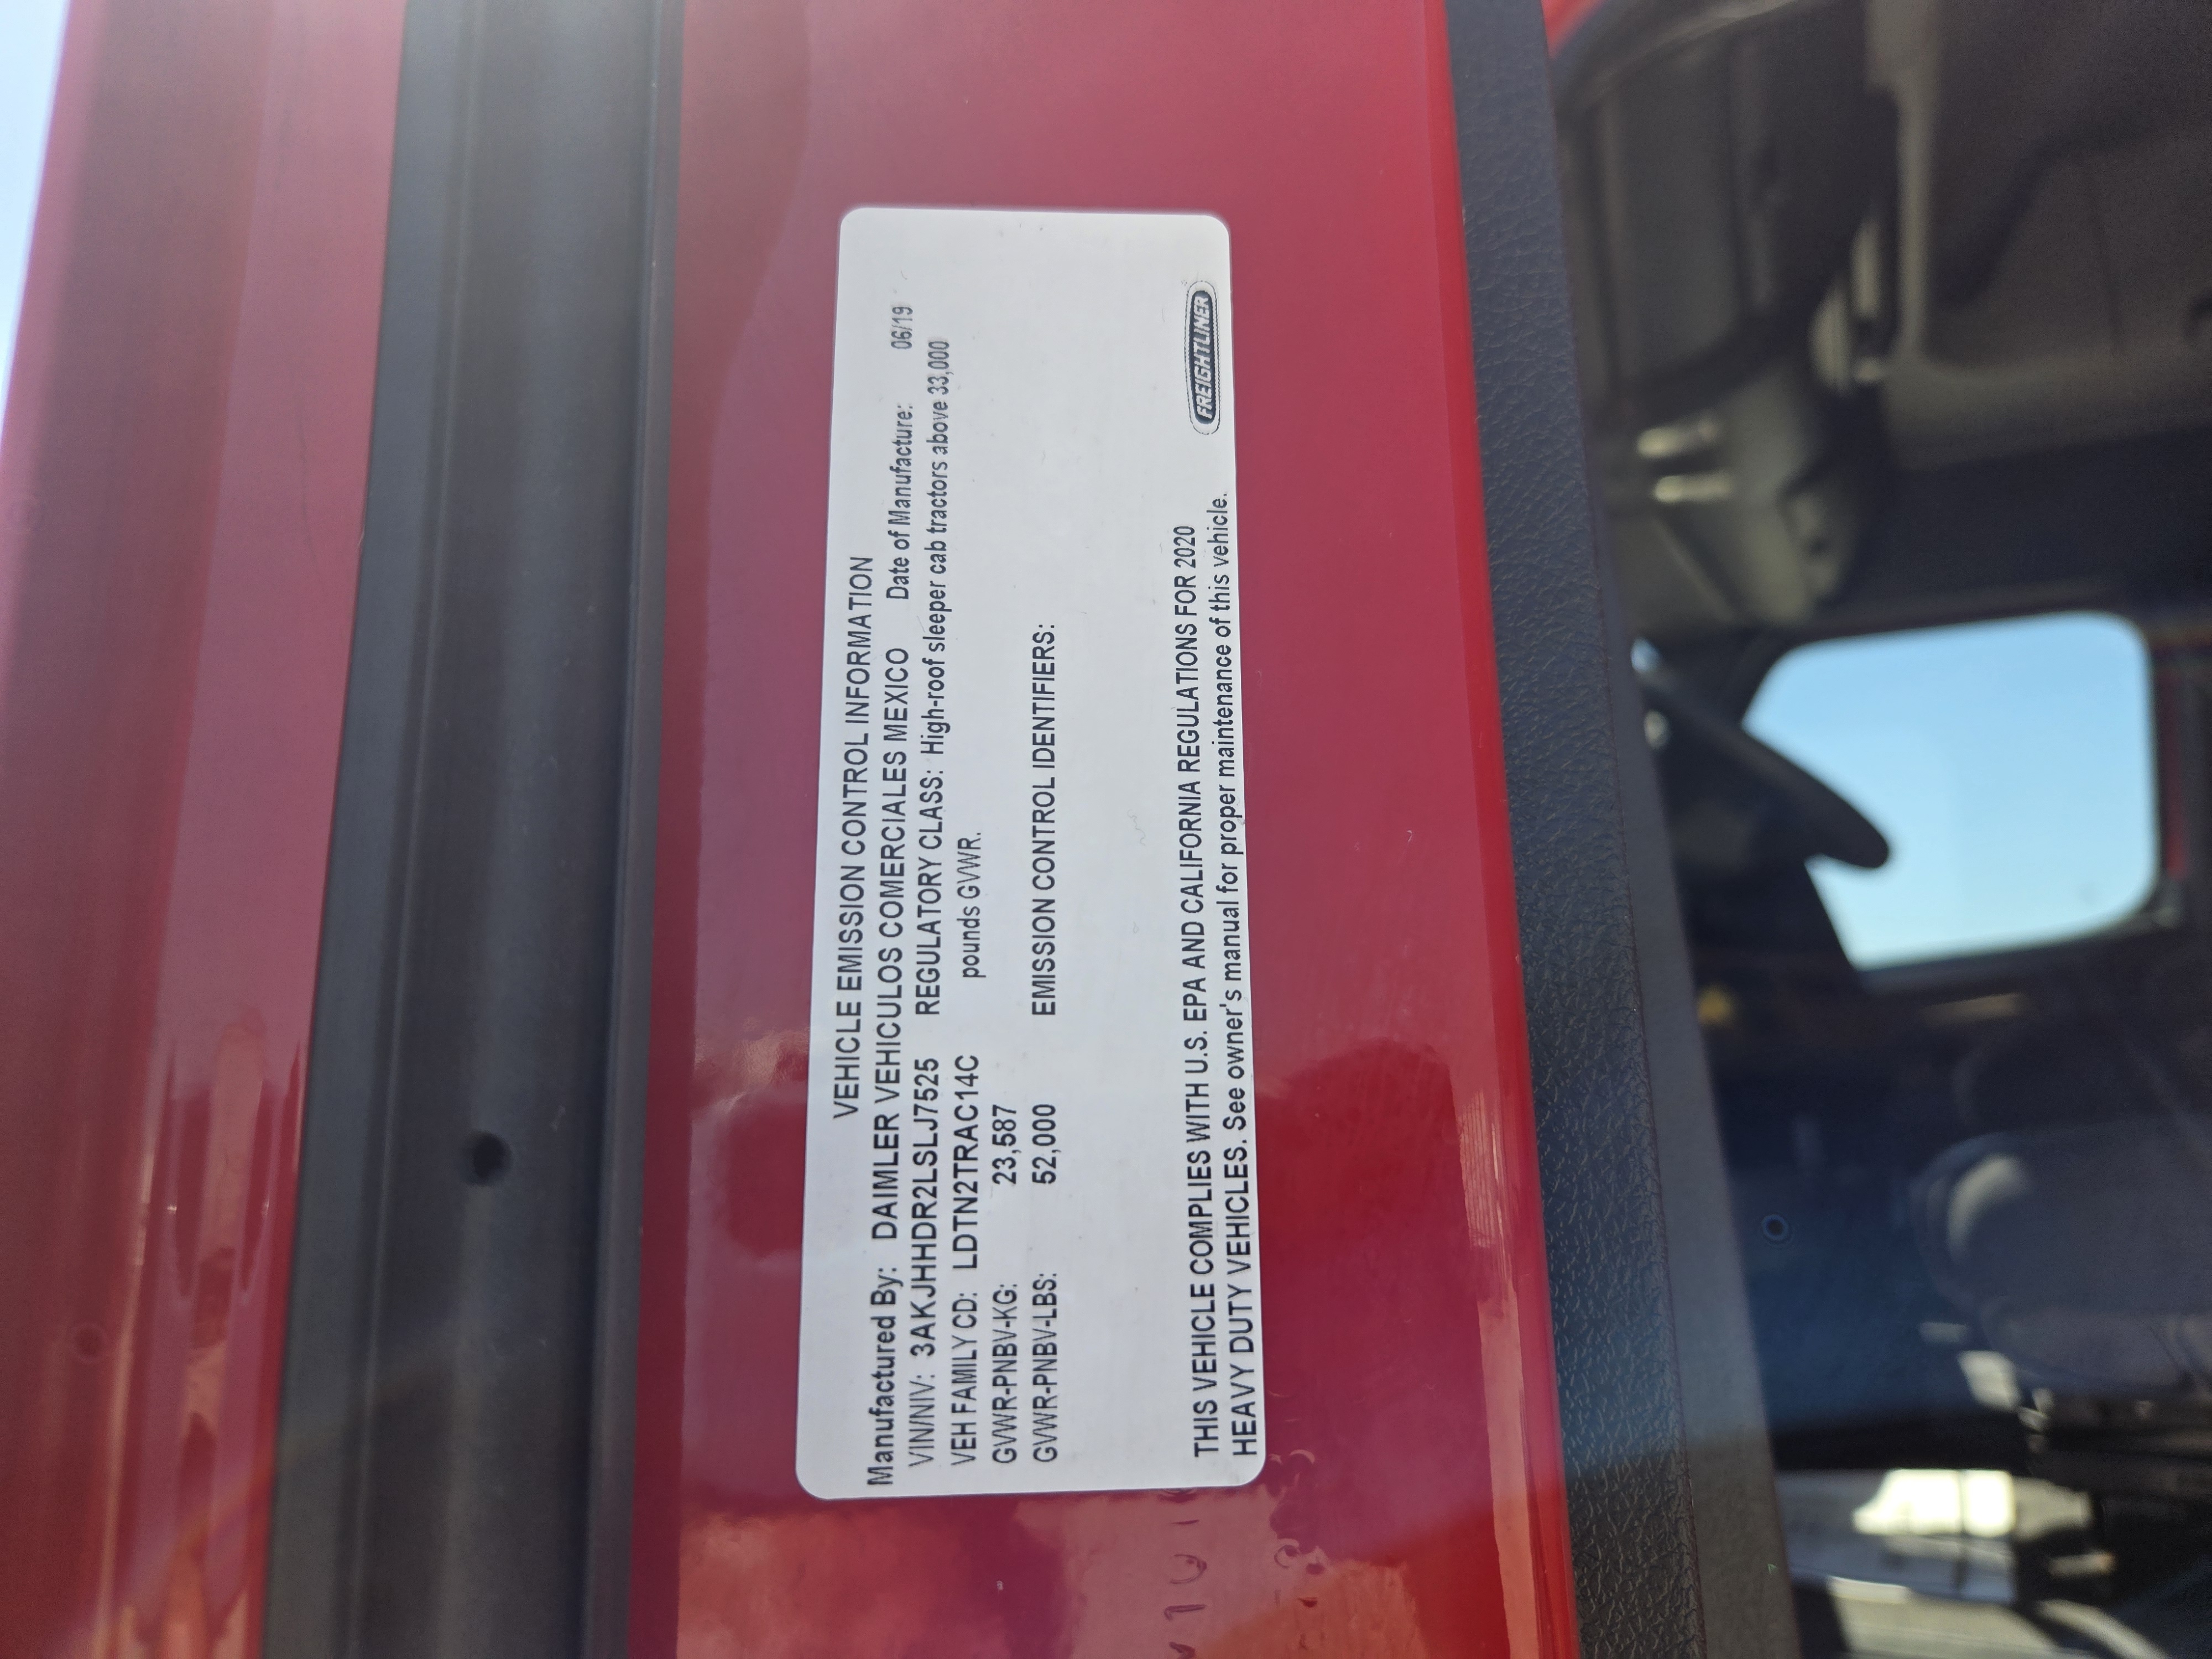 VEHICLE EMISSION CONTROL INFORMATION
Manufactured By: DAIMLER VEHICULOS COMERCIALES MEXICO Date of Manufacture: 06/19
VIN/NIV: 3AKJHHDR2LSLJ7525 REGULATORY CLASS: High-roof sleeper cab tractors above 33,000
VEH FAMILY CD: LDTN2TRAC14C pounds GVWR.
GVWR-PNBV-KG: 23,587
GVWR-PNBV-LBS: 52,000 EMISSION CONTROL IDENTIFIERS:
THIS VEHICLE COMPLIES WITH U.S. EPA AND CALIFORNIA REGULATIONS FOR 2020
HEAVY DUTY VEHICLES. See owner's manual for proper maintenance of this vehicle.
FREIGHTLINER